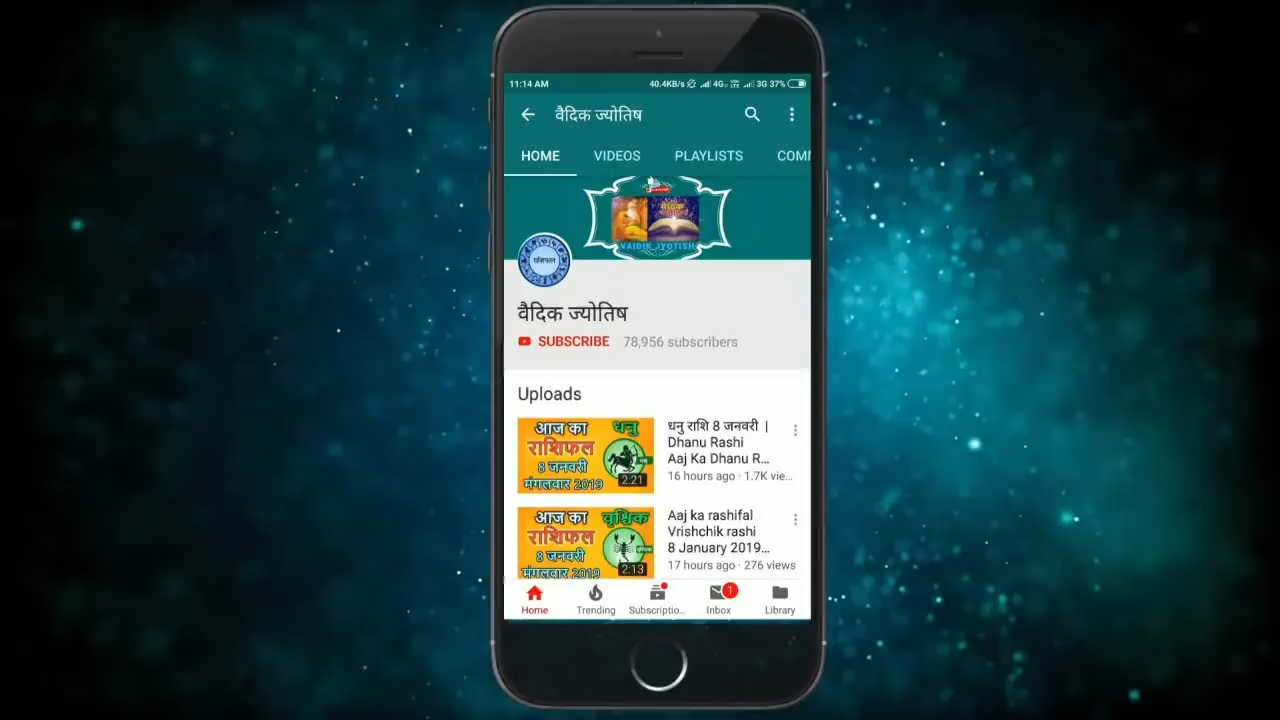 11:14 AM
40.4KB/s 4G VoLTE 3G 37%
वैदिक ज्योतिष
HOME VIDEOS PLAYLISTS COMM
वैदिक
VAIDIK JYOTISH
राशिफल
वैदिक ज्योतिष
SUBSCRIBE 78,956 subscribers
Uploads
आज का धनु
राशिफल
8 जनवरी
मंगलवार 2019
2:21
धनु राशि 8 जनवरी |
Dhanu Rashi
Aaj Ka Dhanu R...
16 hours ago · 1.7K vie...
आज का वृश्चिक
राशिफल
8 जनवरी
मंगलवार 2019
2:13
Aaj ka rashifal
Vrishchik rashi
8 January 2019...
17 hours ago · 276 views
1
Home Trending Subscriptio... Inbox Library